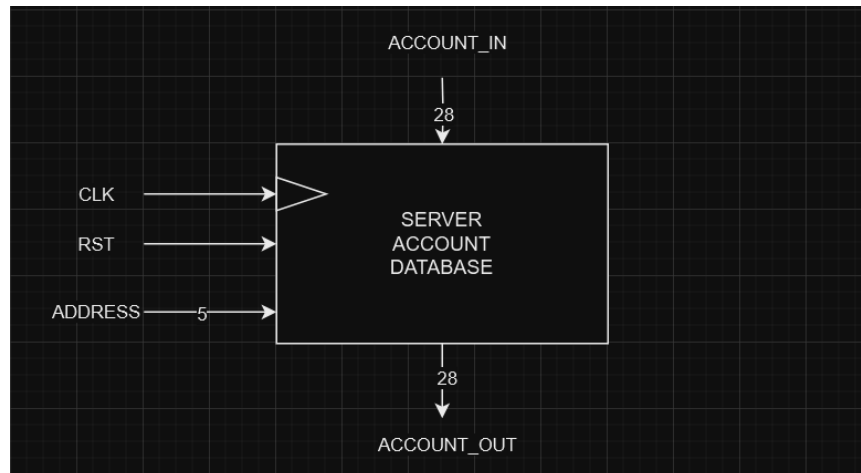 ACCOUNT_IN
28
CLK
SERVER
ACCOUNT
DATABASE
RST
ADDRESS
5
28
ACCOUNT_OUT